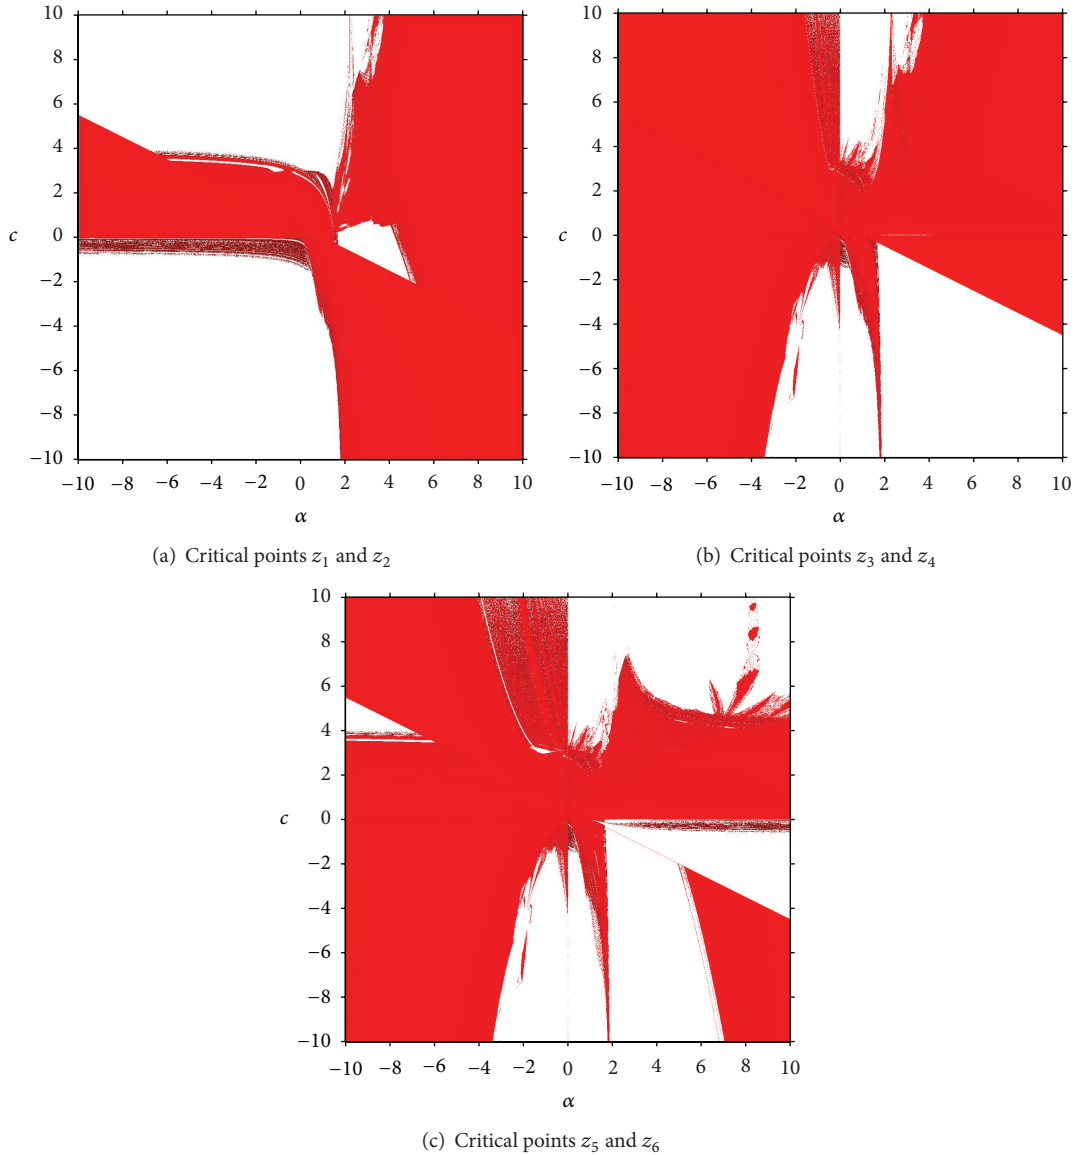 10
8
6
4
2
c
0
−2
−4
−6
−8
−10
−10 −8 −6 −4 −2 0 2 4 6 8 10
α
(a) Critical points z₁ and z₂
10
8
6
4
2
c
0
−2
−4
−6
−8
−10
−10 −8 −6 −4 −2 0 2 4 6 8 10
α
(b) Critical points z₃ and z₄
10
8
6
4
2
c
0
−2
−4
−6
−8
−10
−10 −8 −6 −4 −2 0 2 4 6 8 10
α
(c) Critical points z₅ and z₆